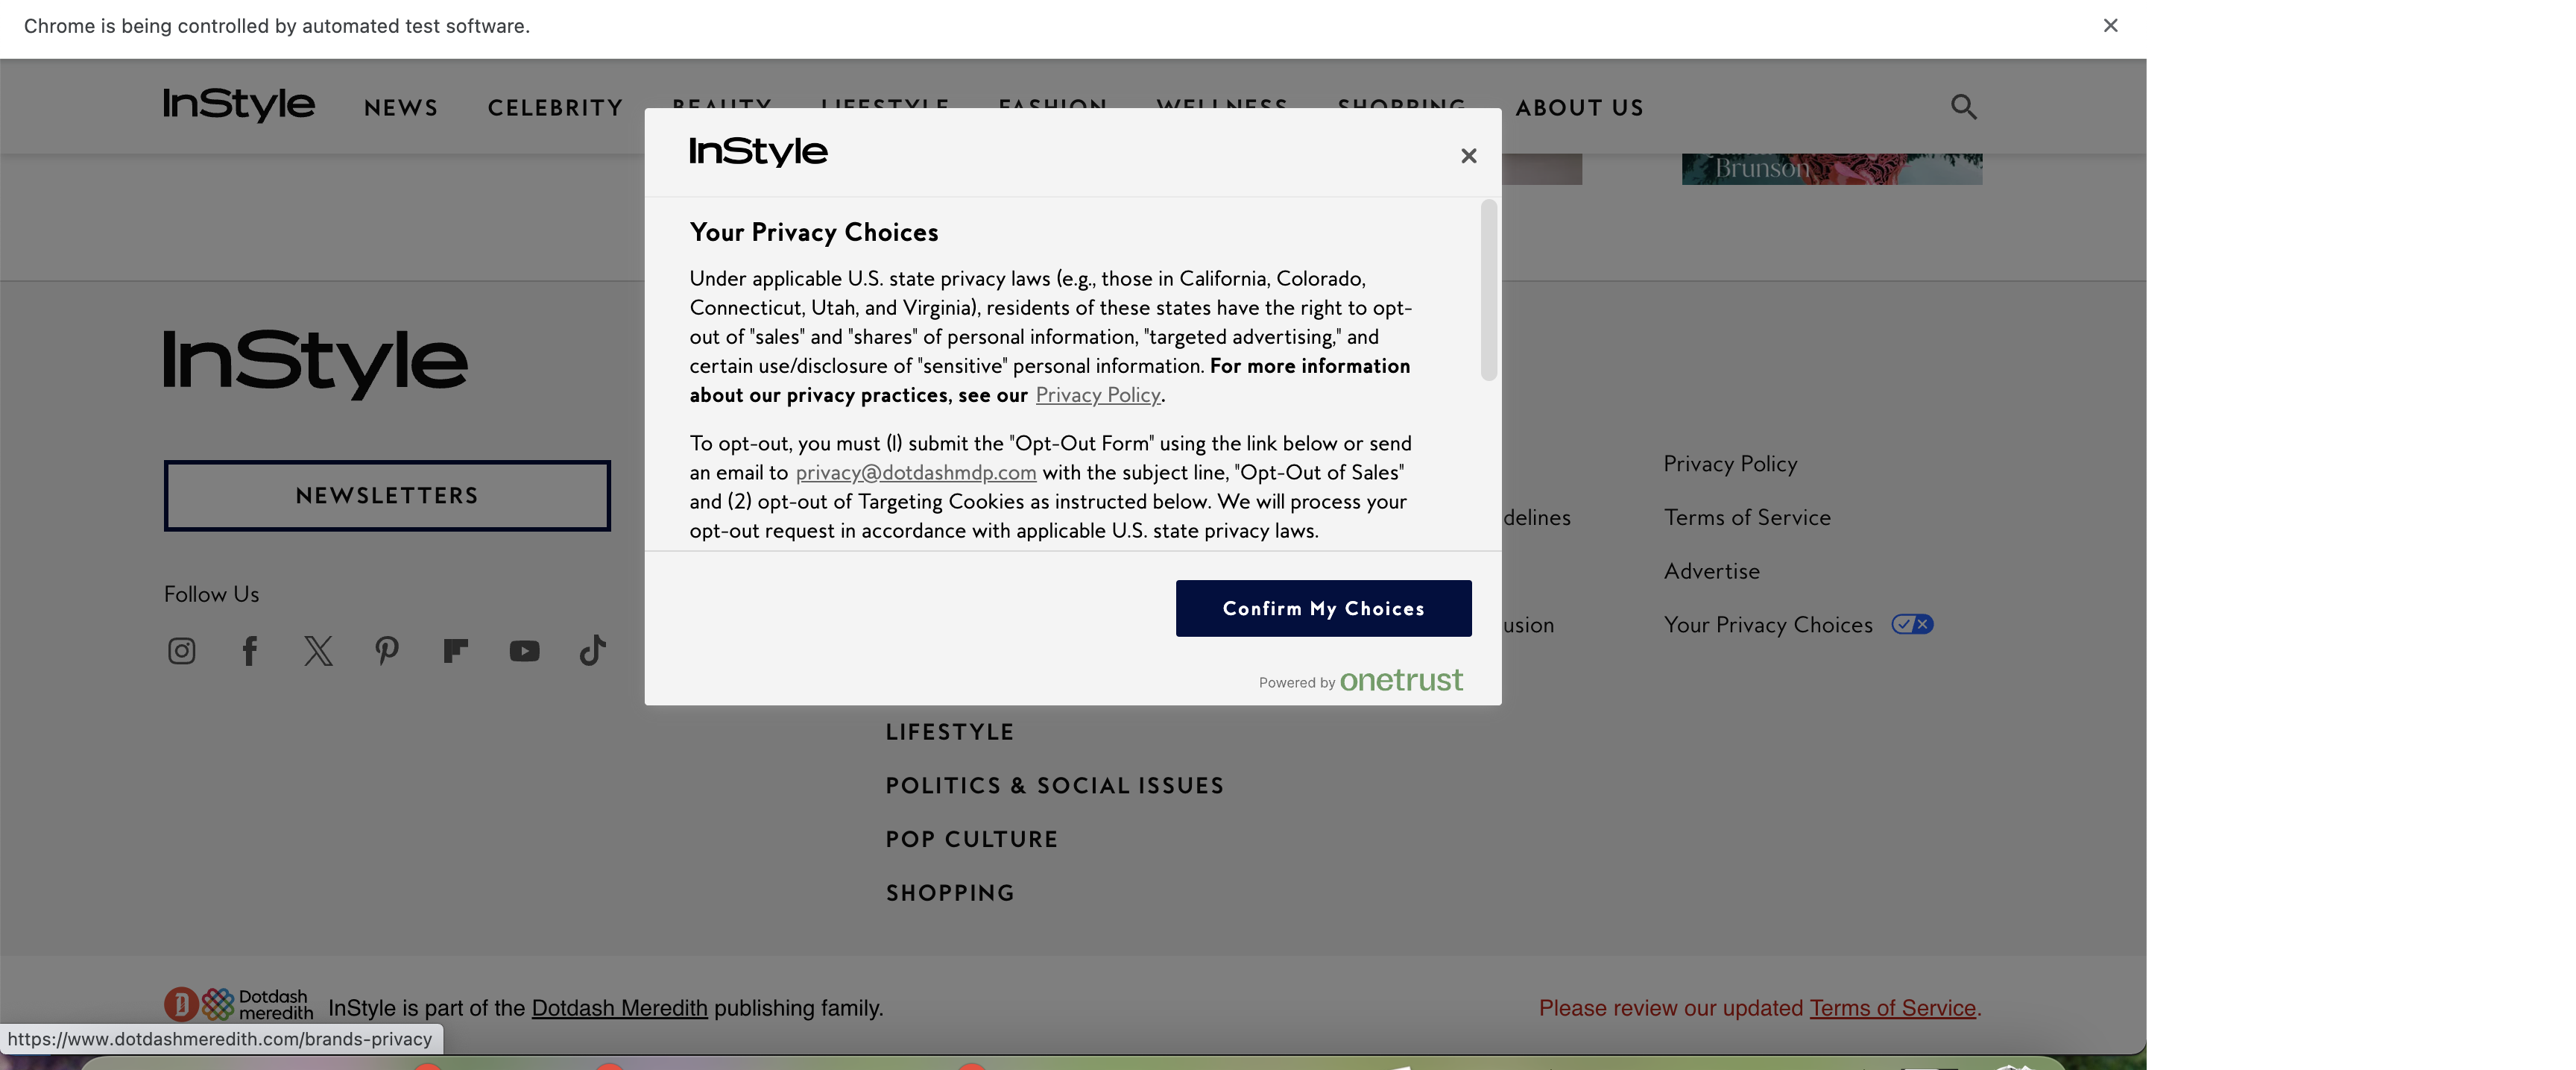 Chrome is being controlled by automated test software.
InStyle NEWS CELEBRITY BEAUTY LIFESTYLE FASHION WELLNESS SHOPPING ABOUT US
Brunson
InStyle
Your Privacy Choices
Under applicable U.S. state privacy laws (e.g., those in California, Colorado,
Connecticut, Utah, and Virginia), residents of these states have the right to opt-
out of "sales" and "shares" of personal information, "targeted advertising," and
certain use/disclosure of "sensitive" personal information. For more information
about our privacy practices, see our Privacy Policy.
To opt-out, you must (1) submit the "Opt-Out Form" using the link below or send
an email to privacy@dotdashmdp.com with the subject line, "Opt-Out of Sales"
and (2) opt-out of Targeting Cookies as instructed below. We will process your
opt-out request in accordance with applicable U.S. state privacy laws.
Confirm My Choices
Powered by onetrust
InStyle
NEWSLETTERS
Follow Us
LIFESTYLE
POLITICS & SOCIAL ISSUES
POP CULTURE
SHOPPING
delines
usion
Privacy Policy
Terms of Service
Advertise
Your Privacy Choices
Dotdash
meredith
InStyle is part of the Dotdash Meredith publishing family.
Please review our updated Terms of Service.
https://www.dotdashmeredith.com/brands-privacy